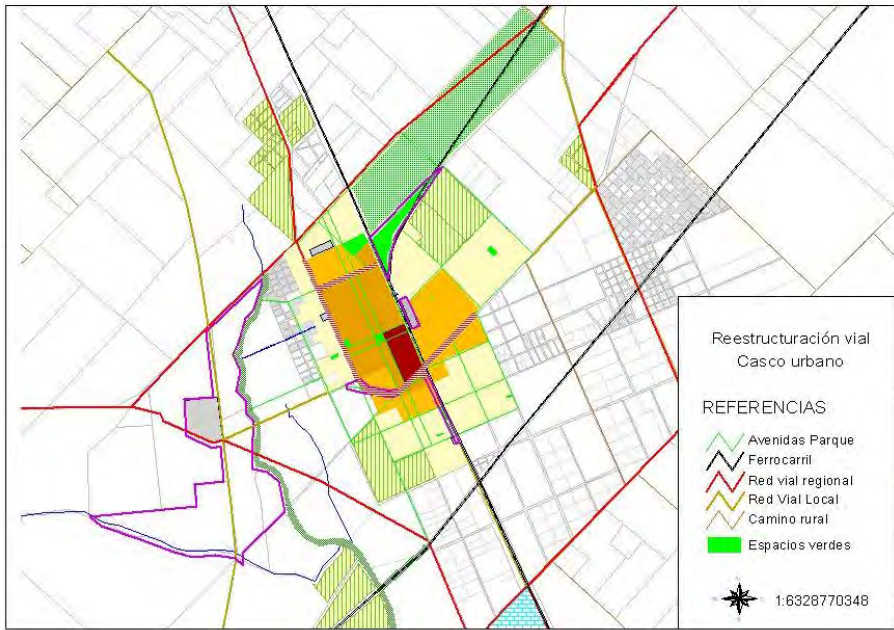 Reestructuración vial
Casco urbano
REFERENCIAS
Avenidas Parque
Ferrocarril
Red vial regional
Red Vial Local
Camino rural
Espacios verdes
1:6328770348